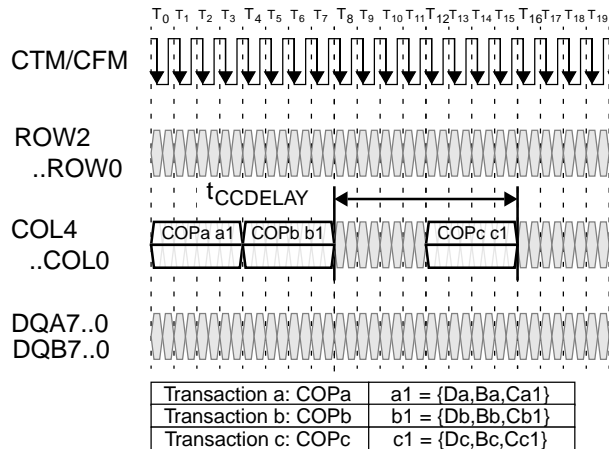 T0 T1 T2 T3 T4 T5 T6 T7 T8 T9 T10 T11 T12 T13 T14 T15 T16 T17 T18 T19
CTM/CFM
ROW2
..ROW0
tCCDELAY
COL4
..COL0
COPa a1 COPb b1 COPc c1
DQA7..0
DQB7..0
Transaction a: COPa a1 = {Da,Ba,Ca1}
Transaction b: COPb b1 = {Db,Bb,Cb1}
Transaction c: COPc c1 = {Dc,Bc,Cc1}